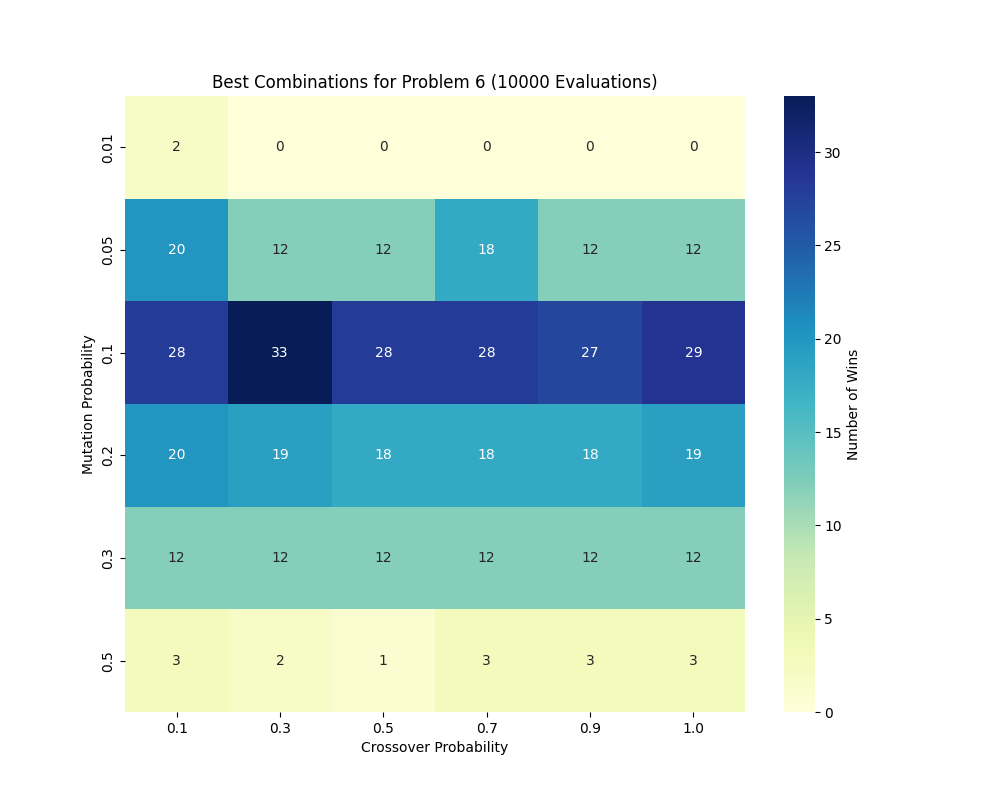 Best Combinations for Problem 6 (10000 Evaluations)
0.01 2 0 0 0 0 0
0.05 20 12 12 18 12 12
0.1 28 33 28 28 27 29
0.2 20 19 18 18 18 19
0.3 12 12 12 12 12 12
0.5 3 2 1 3 3 3
0.1 0.3 0.5 0.7 0.9 1.0
Crossover Probability
Mutation Probability
30
25
20
15
10
5
0
Number of Wins